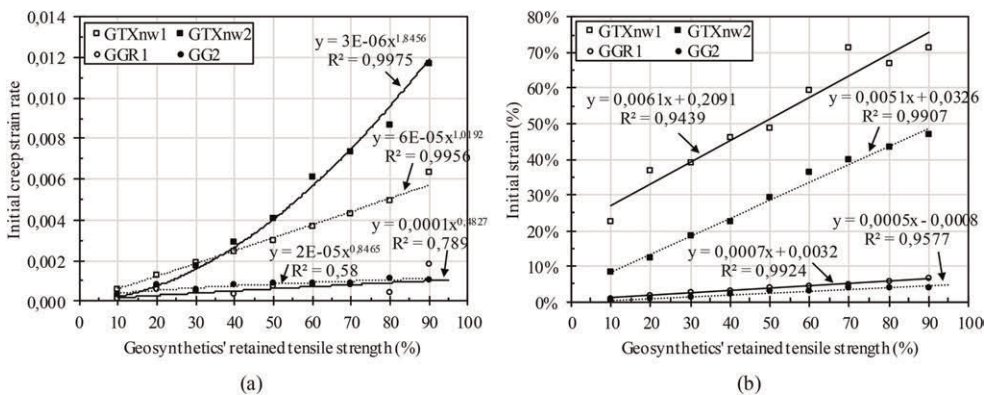 (a)
0,014
0,012
0,010
0,008
0,006
0,004
0,002
0,000
Initial creep strain rate
GTXnw1 GTXnw2
GGR1 GG2
y = 3E-06x^1,8456
R² = 0,9975
y = 6E-05x^1,0192
R² = 0,9956
y = 0,0001x^0,4827
R² = 0,789
y = 2E-05x^0,8465
R² = 0,58
0 10 20 30 40 50 60 70 80 90 100
Geosynthetics' retained tensile strength (%)
(a)
(b)
80%
70%
60%
50%
40%
30%
20%
10%
0%
Initial strain (%)
GTXnw1 GTXnw2
GGR1 GG2
y = 0,0061x + 0,2091
R² = 0,9439
y = 0,0051x + 0,0326
R² = 0,9907
y = 0,0005x - 0,0008
R² = 0,9577
y = 0,0007x + 0,0032
R² = 0,9924
0 10 20 30 40 50 60 70 80 90 100
Geosynthetics' retained tensile strength (%)
(b)